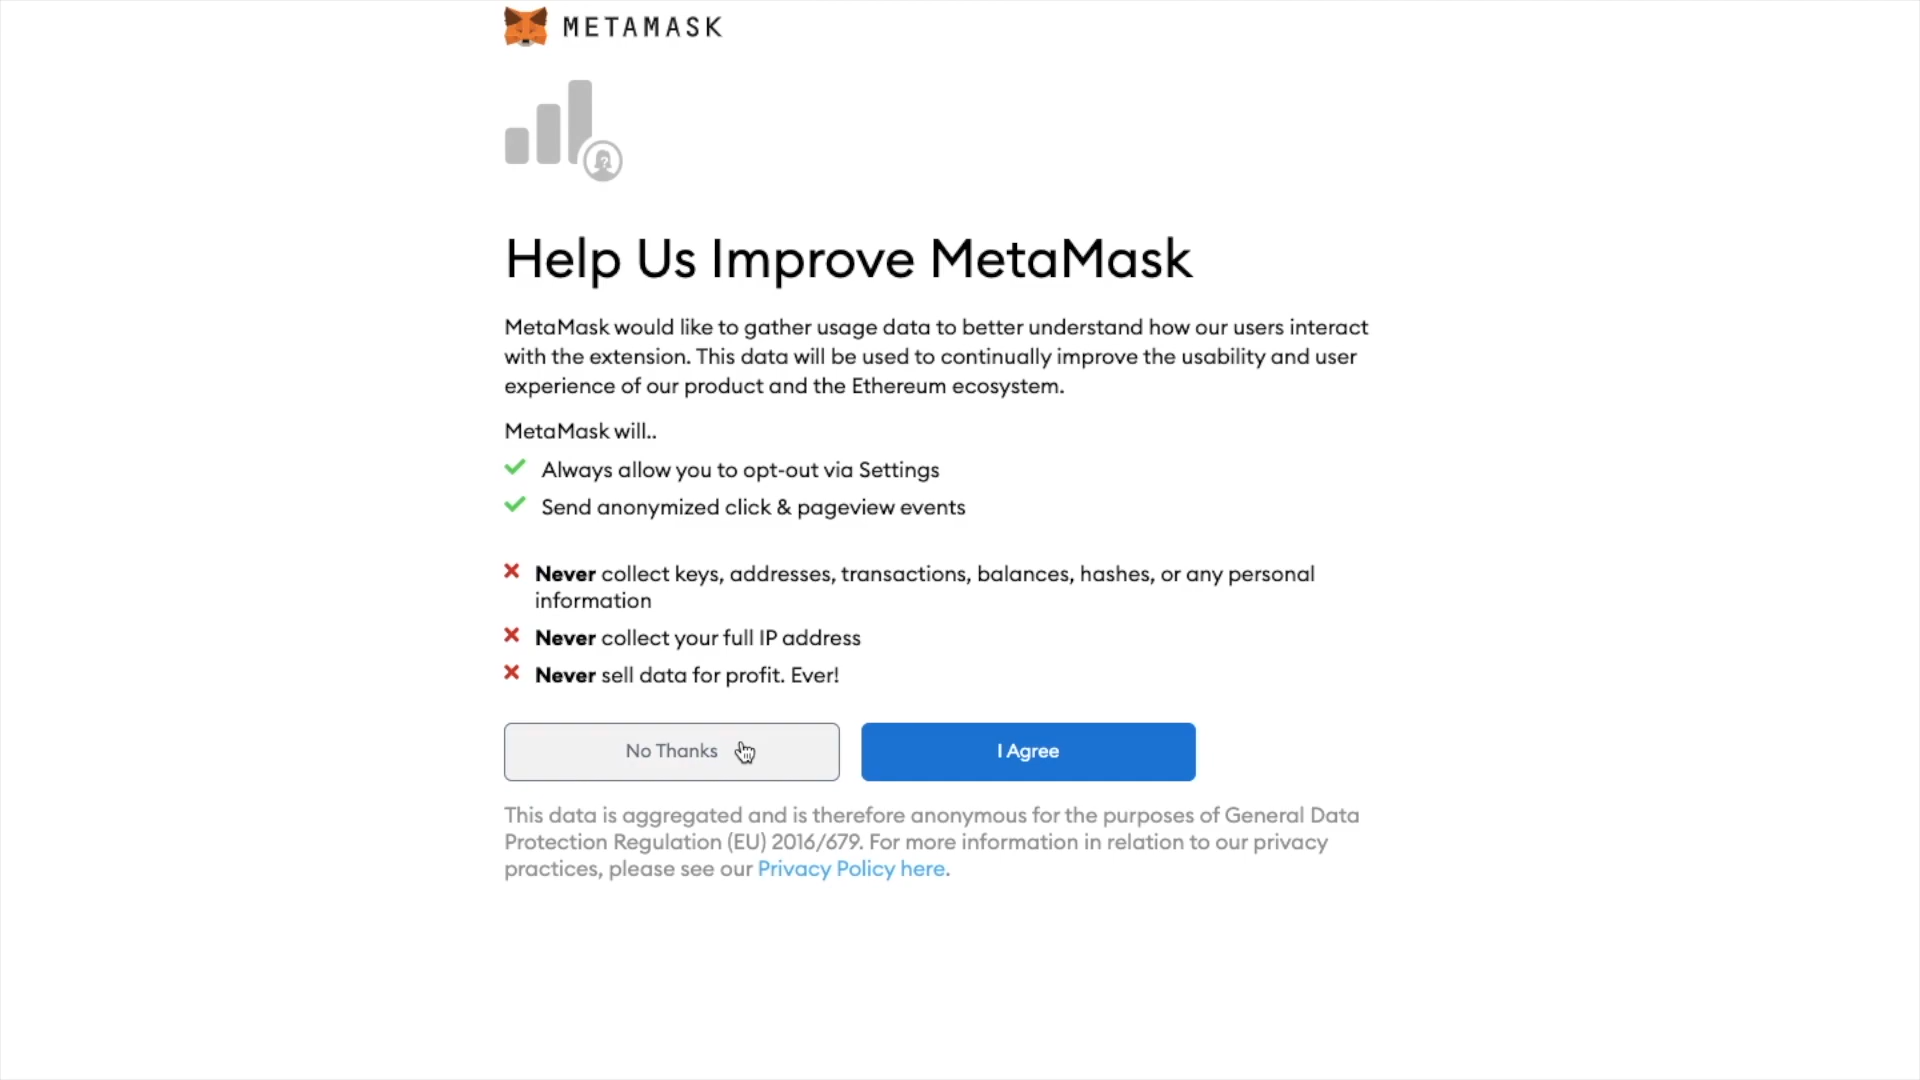 METAMASK
?
Help Us Improve MetaMask
MetaMask would like to gather usage data to better understand how our users interact
with the extension. This data will be used to continually improve the usability and user
experience of our product and the Ethereum ecosystem.
MetaMask will..
Always allow you to opt-out via Settings
Send anonymized click & pageview events
Never collect keys, addresses, transactions, balances, hashes, or any personal
information
Never collect your full IP address
Never sell data for profit. Ever!
No Thanks
I Agree
This data is aggregated and is therefore anonymous for the purposes of General Data
Protection Regulation (EU) 2016/679. For more information in relation to our privacy
practices, please see our Privacy Policy here.